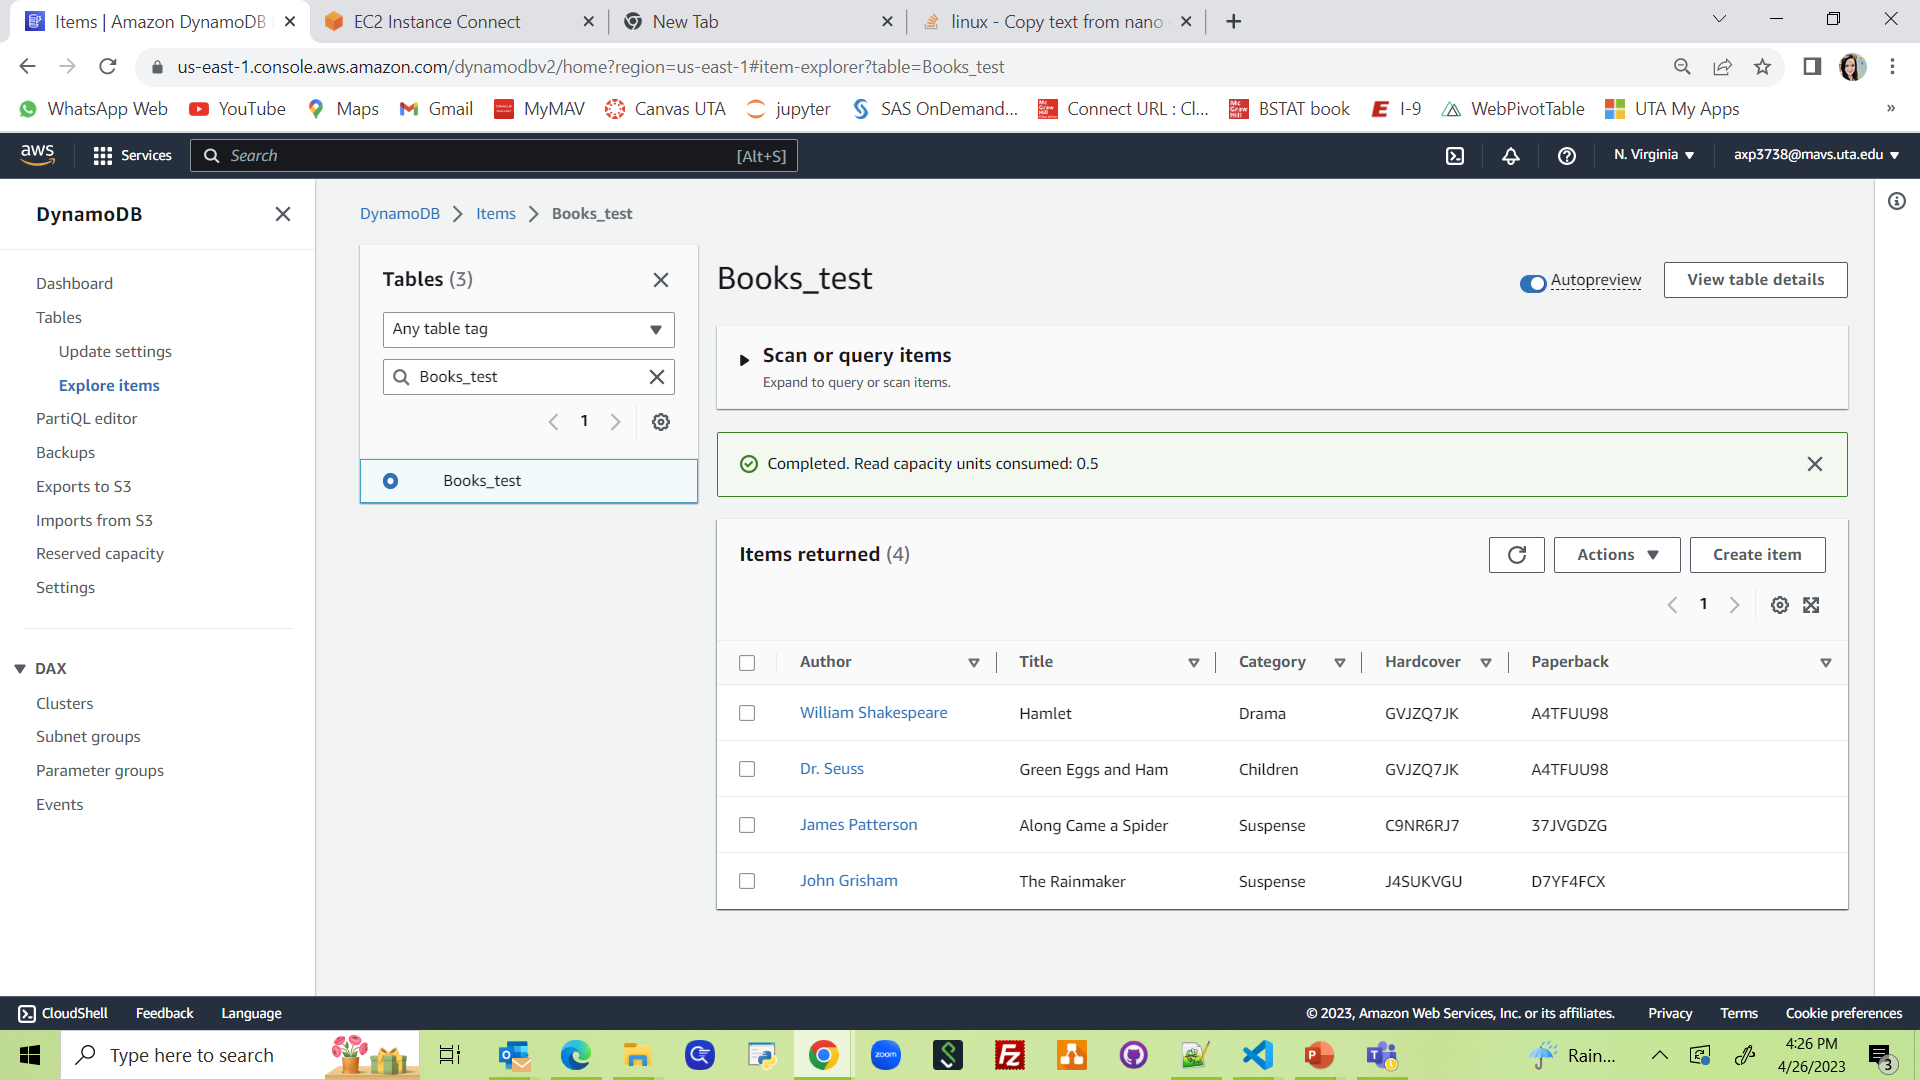 Items | Amazon DynamoDB
EC2 Instance Connect
New Tab
linux - Copy text from nano
us-east-1.console.aws.amazon.com/dynamodbv2/home?region=us-east-1#item-explorer?table=Books_test
WhatsApp Web
YouTube
Maps
Gmail
MyMAV
Canvas UTA
jupyter
SAS OnDemand...
Connect URL : Cl...
BSTAT book
I-9
WebPivotTable
UTA My Apps
»
aws
Services
Search
[Alt+S]
N. Virginia
axp3738@mavs.uta.edu
DynamoDB
Dashboard
Tables
Update settings
Explore items
PartiQL editor
Backups
Exports to S3
Imports from S3
Reserved capacity
Settings
DAX
Clusters
Subnet groups
Parameter groups
Events
DynamoDB > Items > Books_test
Tables (3)
Any table tag
Books_test
1
Books_test
Books_test
Autopreview
View table details
Scan or query items
Expand to query or scan items.
Completed. Read capacity units consumed: 0.5
Items returned (4)
Actions
Create item
1
Author Title Category Hardcover Paperback
William Shakespeare Hamlet Drama GVJZQ7JK A4TFUU98
Dr. Seuss Green Eggs and Ham Children GVJZQ7JK A4TFUU98
James Patterson Along Came a Spider Suspense C9NR6RJ7 37JVGDZG
John Grisham The Rainmaker Suspense J4SUKVGU D7YF4FCX
CloudShell
Feedback
Language
© 2023, Amazon Web Services, Inc. or its affiliates.
Privacy
Terms
Cookie preferences
Type here to search
zoom
Rain...
4:26 PM
4/26/2023
3